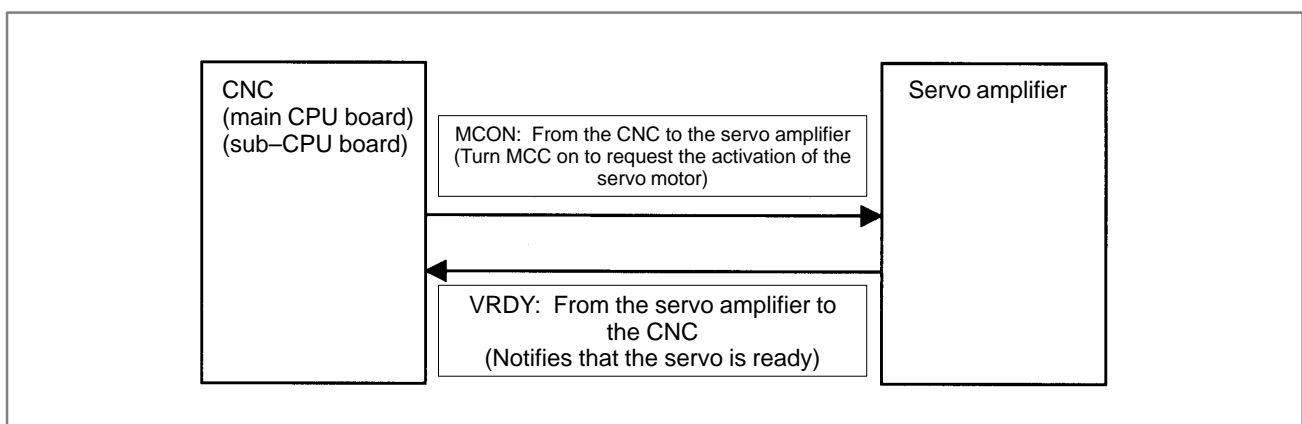 CNC
(main CPU board)
(sub–CPU board)
MCON: From the CNC to the servo amplifier
(Turn MCC on to request the activation of the
servo motor)
Servo amplifier
VRDY: From the servo amplifier to
the CNC
(Notifies that the servo is ready)